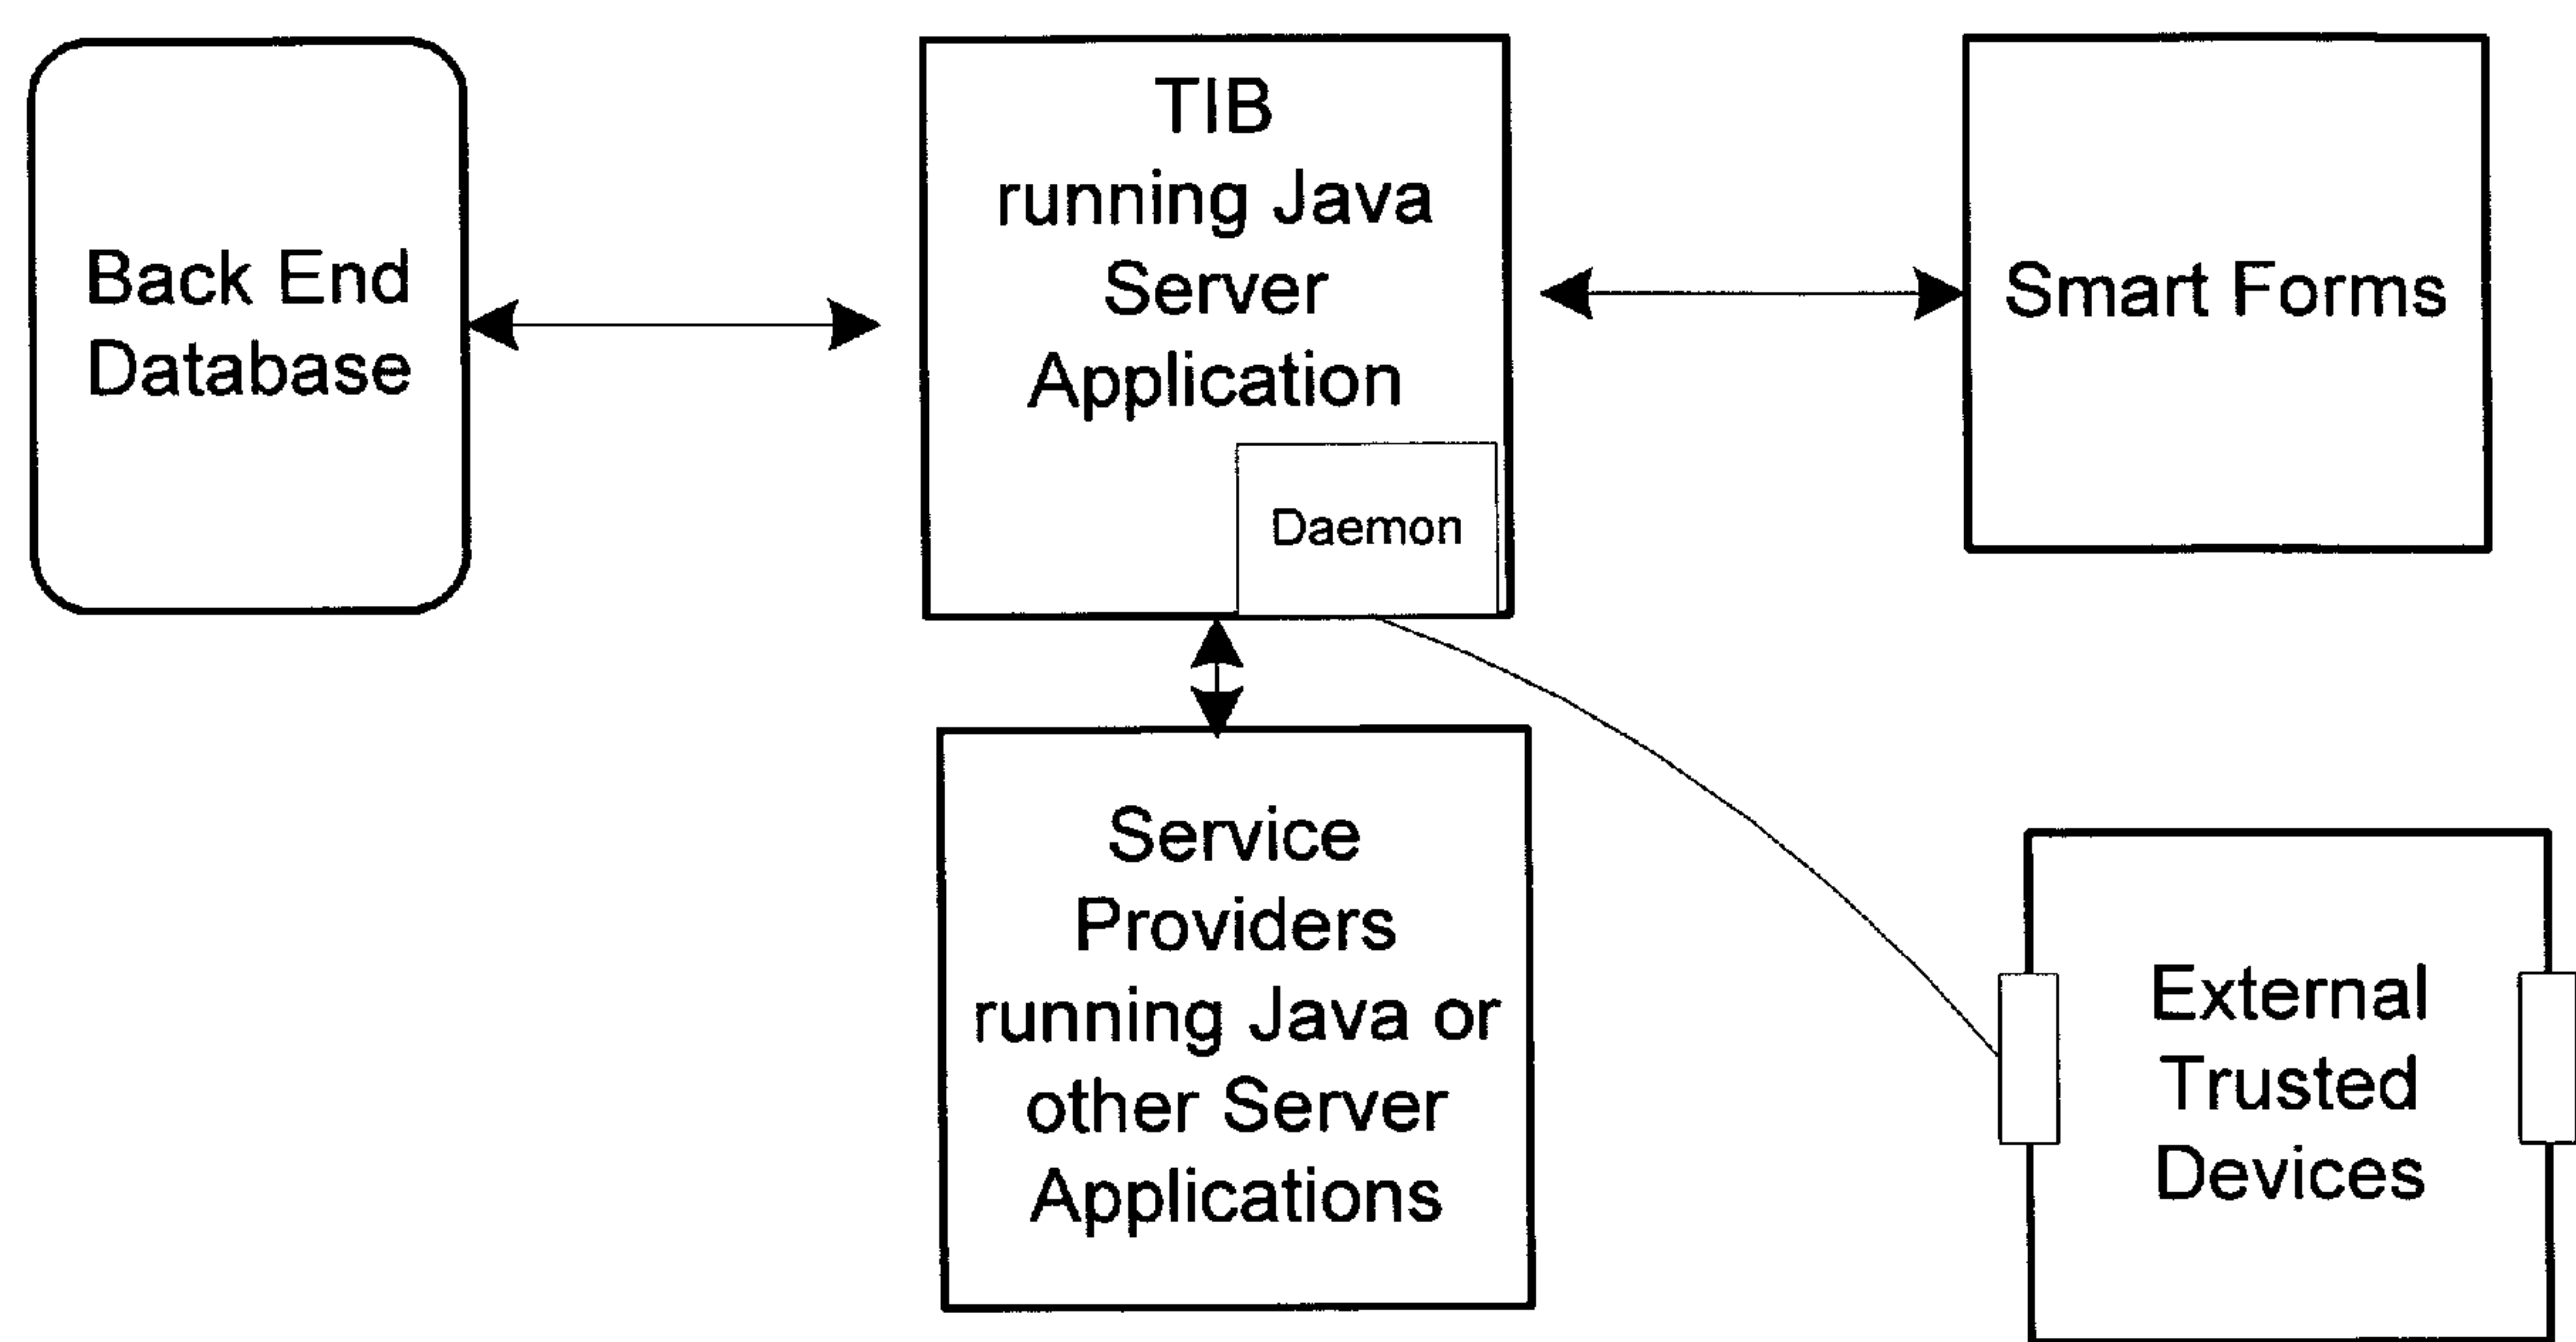 Back End
Database
TIB
running Java
Server
Application
Daemon
Smart Forms
Service
Providers
running Java or
other Server
Applications
External
Trusted
Devices